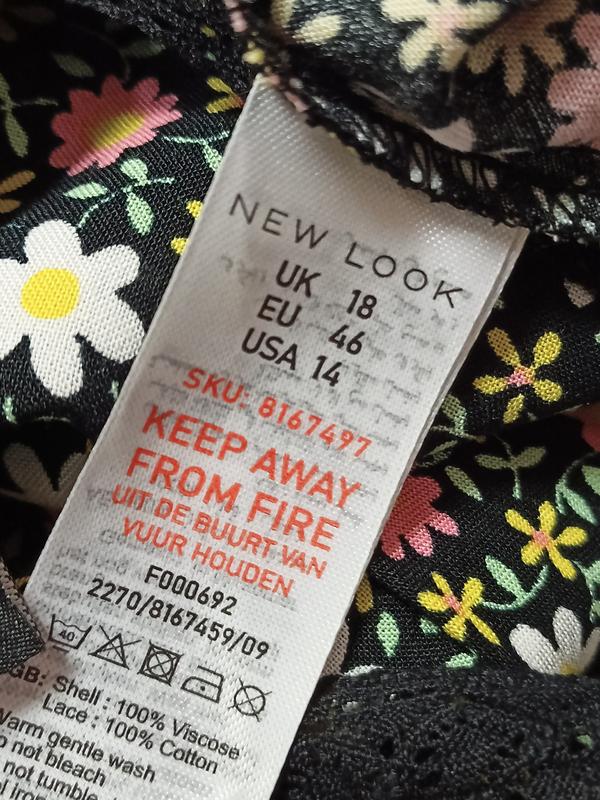 NEW LOOK
UK 18
EU 46
USA 14
SKU: 8167497
KEEP AWAY
FROM FIRE
UIT DE BUURT VAN
VUUR HOUDEN
F000692
2270/8167459/09
40
GB: Shell : 100% Viscose
Lace : 100% Cotton
Warm gentle wash
not bleach
not tumble